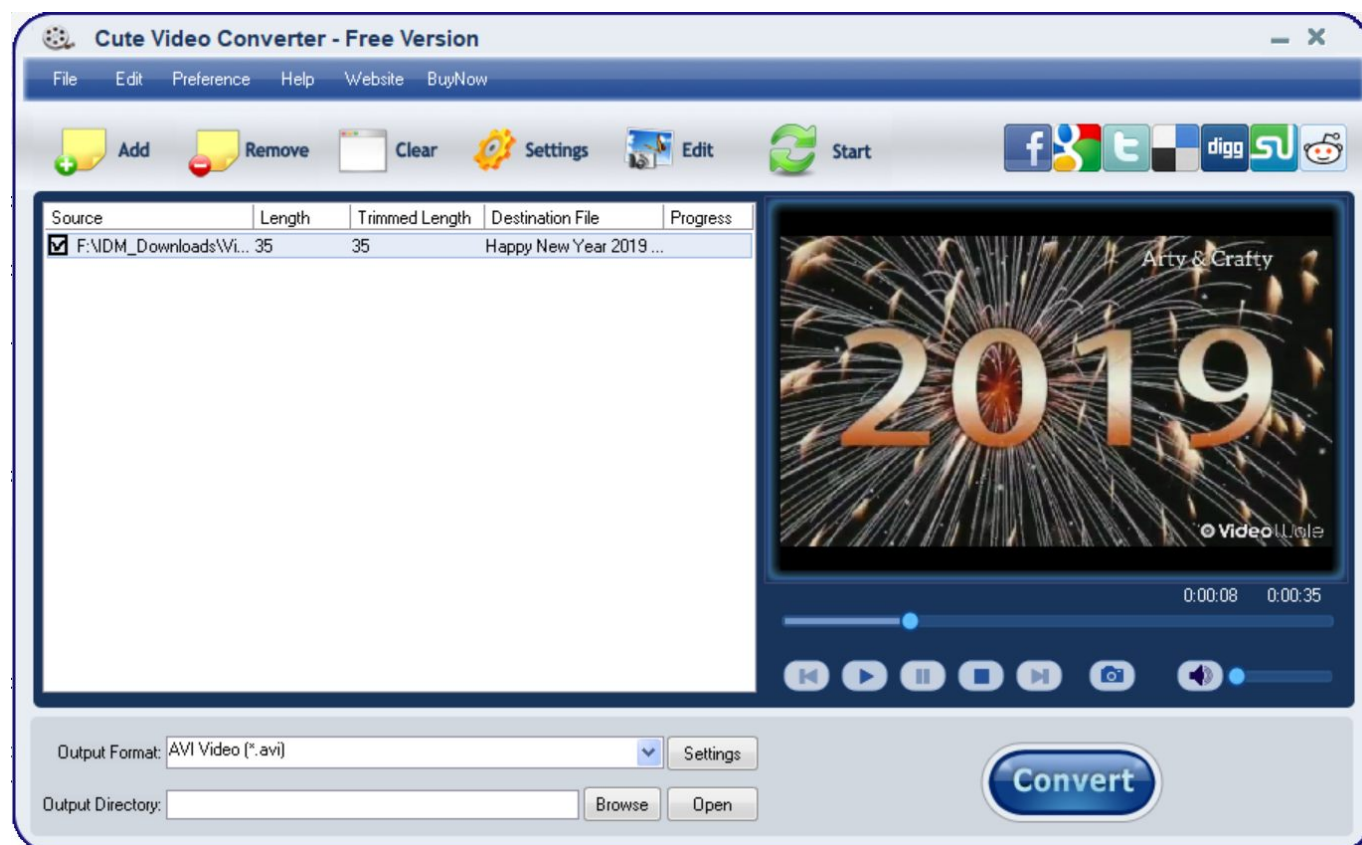 Cute Video Converter - Free Version
File Edit Preference Help Website BuyNow
Add Remove Clear Settings Edit Start
f t digg
Source Length Trimmed Length Destination File Progress
F:\IDM_Downloads\Vi... 35 35 Happy New Year 2019 ...
Arty & Crafty
2019
Video
0:00:08 0:00:35
Output Format: AVI Video (*.avi) Settings
Output Directory: Browse Open
Convert